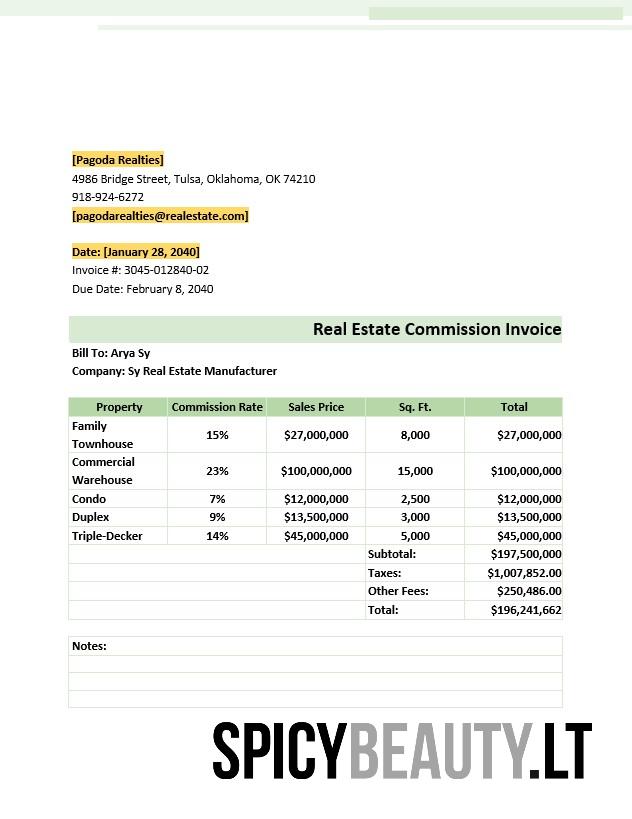 [Pagoda Realties]
4986 Bridge Street, Tulsa, Oklahoma, OK 74210
918-924-6272
[pagodarealties@realestate.com]
Date: [January 28, 2040]
Invoice #: 3045-012840-02
Due Date: February 8, 2040
Real Estate Commission Invoice
Bill To: Arya Sy
Company: Sy Real Estate Manufacturer
Property Commission Rate Sales Price Sq. Ft. Total
Family
Townhouse 15% $27,000,000 8,000 $27,000,000
Commercial
Warehouse 23% $100,000,000 15,000 $100,000,000
Condo 7% $12,000,000 2,500 $12,000,000
Duplex 9% $13,500,000 3,000 $13,500,000
Triple-Decker 14% $45,000,000 5,000 $45,000,000
Subtotal: $197,500,000
Taxes: $1,007,852.00
Other Fees: $250,486.00
Total: $196,241,662
Notes:
SPICYBEAUTY.LT